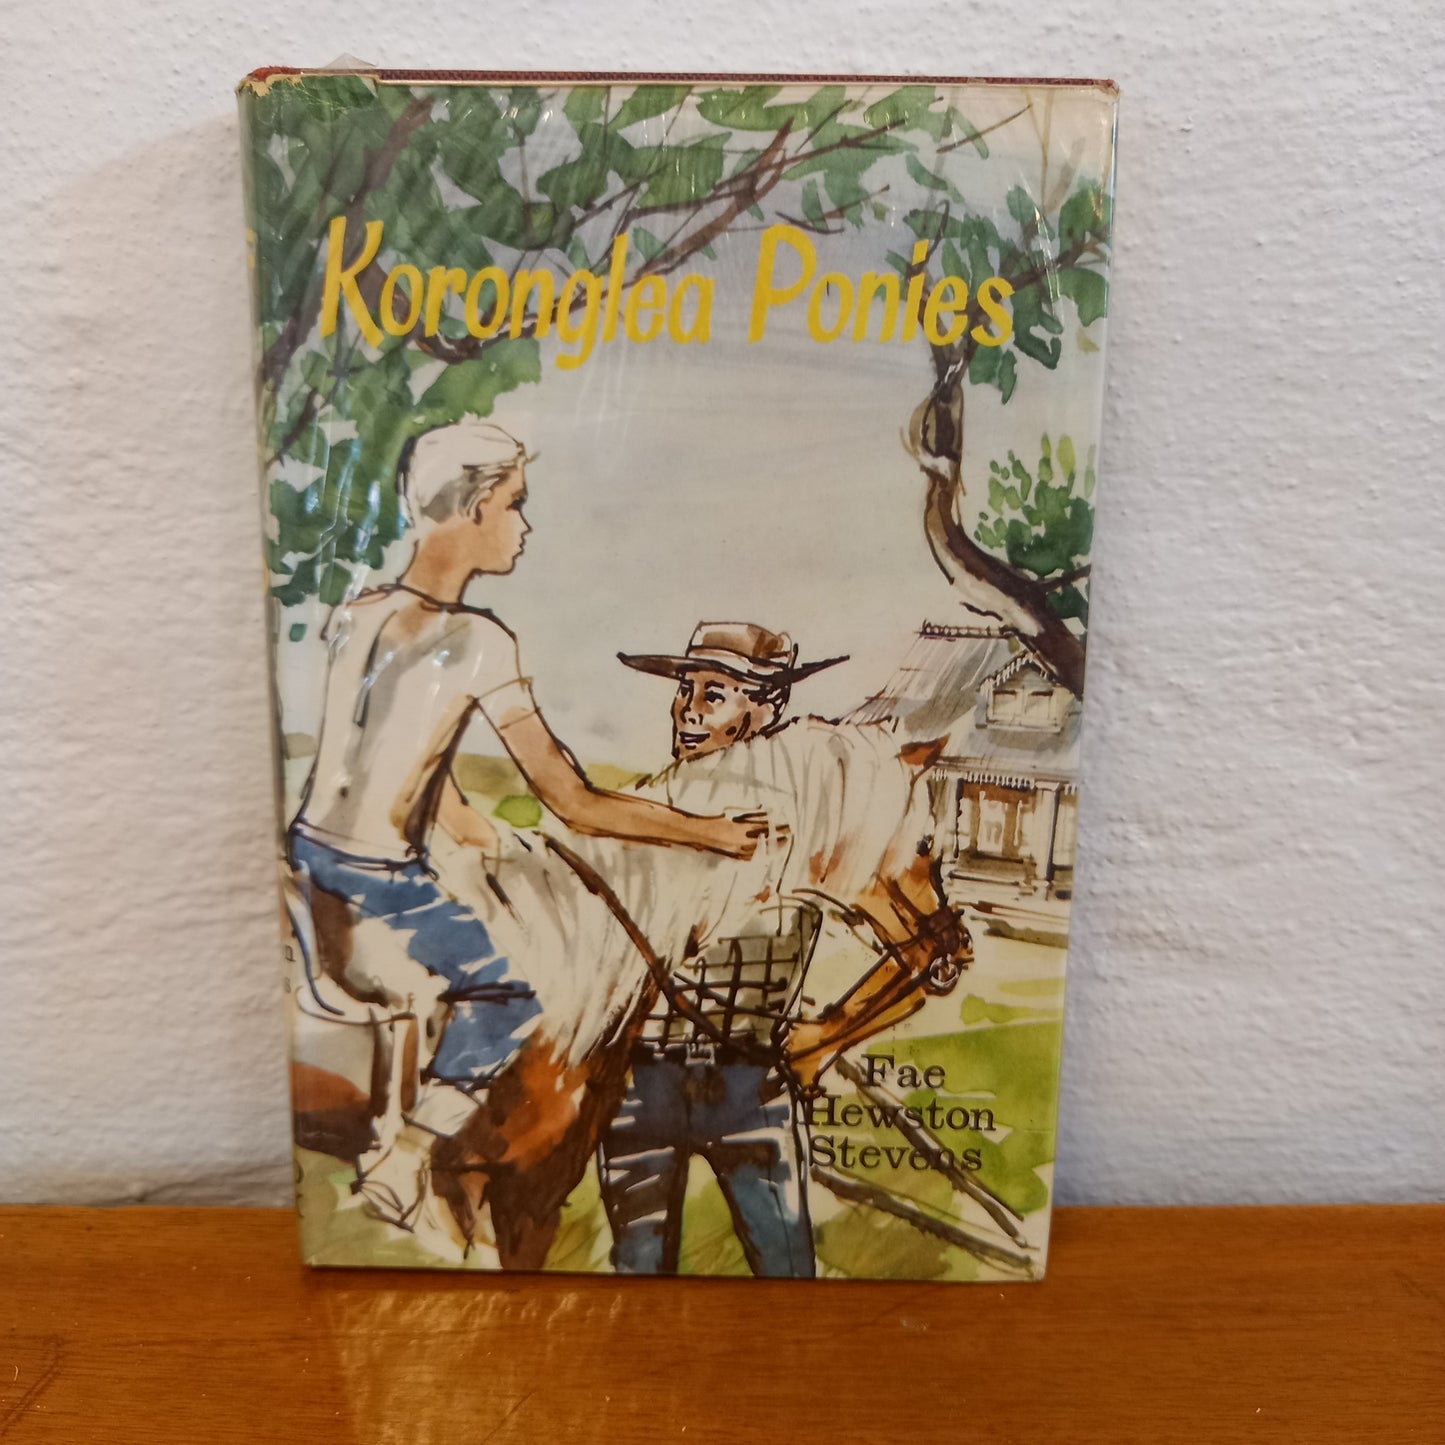 Koronglea Ponies
Fae
Hewston
Stevens